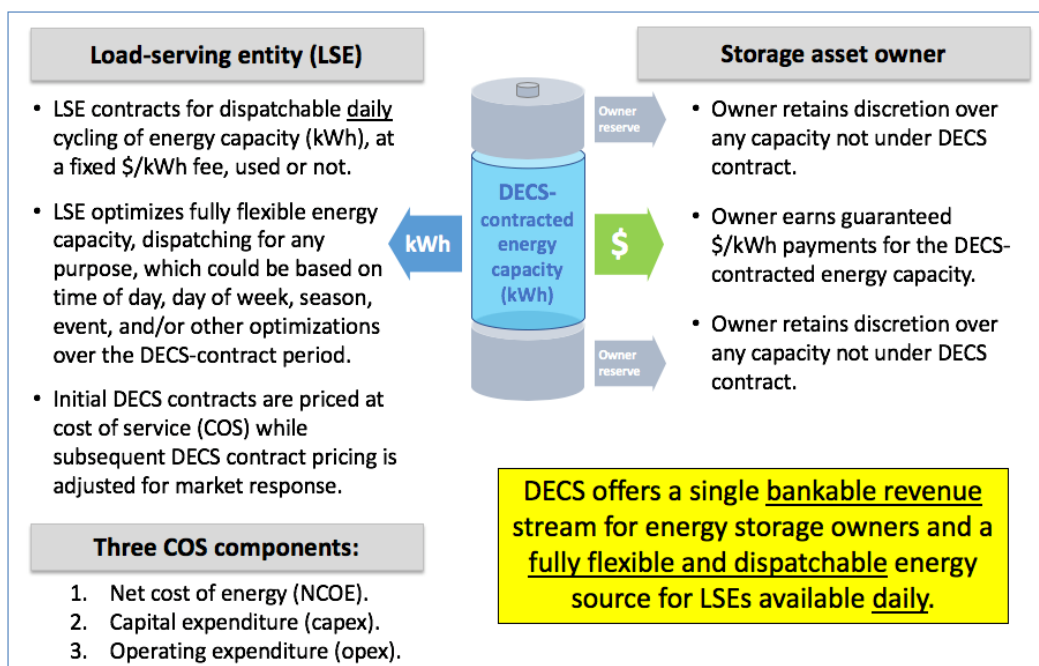 Load-serving entity (LSE)
• LSE contracts for dispatchable daily
cycling of energy capacity (kWh), at
a fixed $/kWh fee, used or not.
• LSE optimizes fully flexible energy
capacity, dispatching for any
purpose, which could be based on
time of day, day of week, season,
event, and/or other optimizations
over the DECS-contract period.
• Initial DECS contracts are priced at
cost of service (COS) while
subsequent DECS contract pricing is
adjusted for market response.
Three COS components:
1. Net cost of energy (NCOE).
2. Capital expenditure (capex).
3. Operating expenditure (opex).
kWh
DECS-
contracted
energy
capacity
(kWh)
Owner
reserve
$
Owner
reserve
Storage asset owner
• Owner retains discretion over
any capacity not under DECS
contract.
• Owner earns guaranteed
$/kWh payments for the DECS-
contracted energy capacity.
• Owner retains discretion over
any capacity not under DECS
contract.
DECS offers a single bankable revenue
stream for energy storage owners and a
fully flexible and dispatchable energy
source for LSEs available daily.